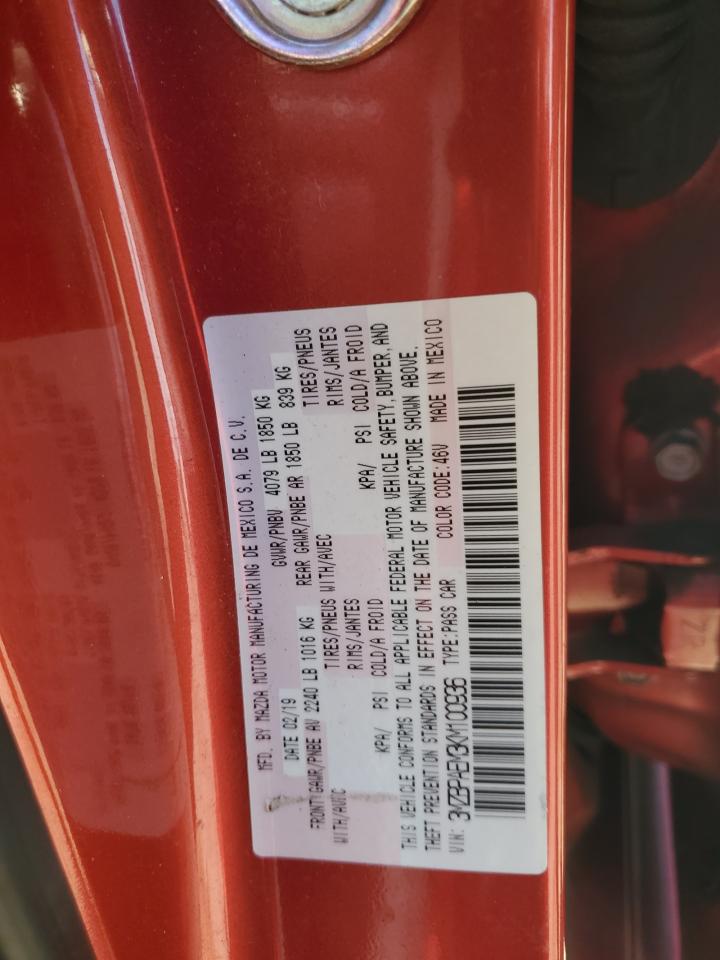 MFD. BY MAZDA MOTOR MANUFACTURING DE MEXICO S.A. DE C.V.
DATE 02/19 GVWR/PNBV 4079 LB 1850 KG
FRONT GAWR/PNBE AV 2240 LB 1016 KG REAR GAWR/PNBE AR 1850 LB 839 KG
WITH/AVEC TIRES/PNEUS WITH/AVEC TIRES/PNEUS
RIMS/JANTES RIMS/JANTES
KPA/ PSI COLD/A FROID KPA/ PSI COLD/A FROID
THIS VEHICLE CONFORMS TO ALL APPLICABLE FEDERAL MOTOR VEHICLE SAFETY, BUMPER, AND
THEFT PREVENTION STANDARDS IN EFFECT ON THE DATE OF MANUFACTURE SHOWN ABOVE.
VIN: 3MZBPAEM3KM100936 TYPE:PASS CAR COLOR CODE:46V MADE IN MEXICO